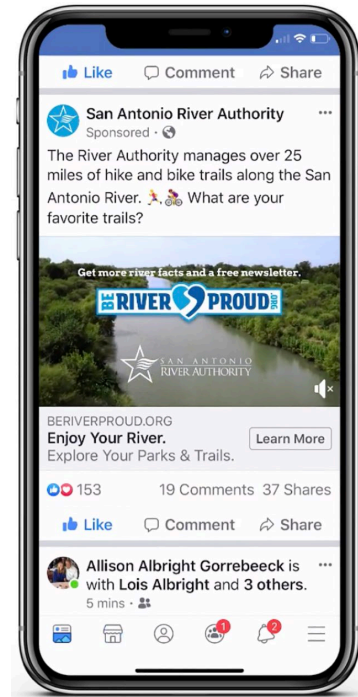 Like Comment Share
San Antonio River Authority
Sponsored ·
The River Authority manages over 25
miles of hike and bike trails along the San
Antonio River. 🏃🚴 What are your
favorite trails?
Get more river facts and a free newsletter.
BE RIVER PROUD .ORG
SAN ANTONIO
RIVER AUTHORITY
BERIVERPROUD.ORG
Enjoy Your River.
Learn More
Explore Your Parks & Trails.
153 19 Comments 37 Shares
Like Comment Share
Allison Albright Gorrebeeck is
with Lois Albright and 3 others.
5 mins ·
1 2